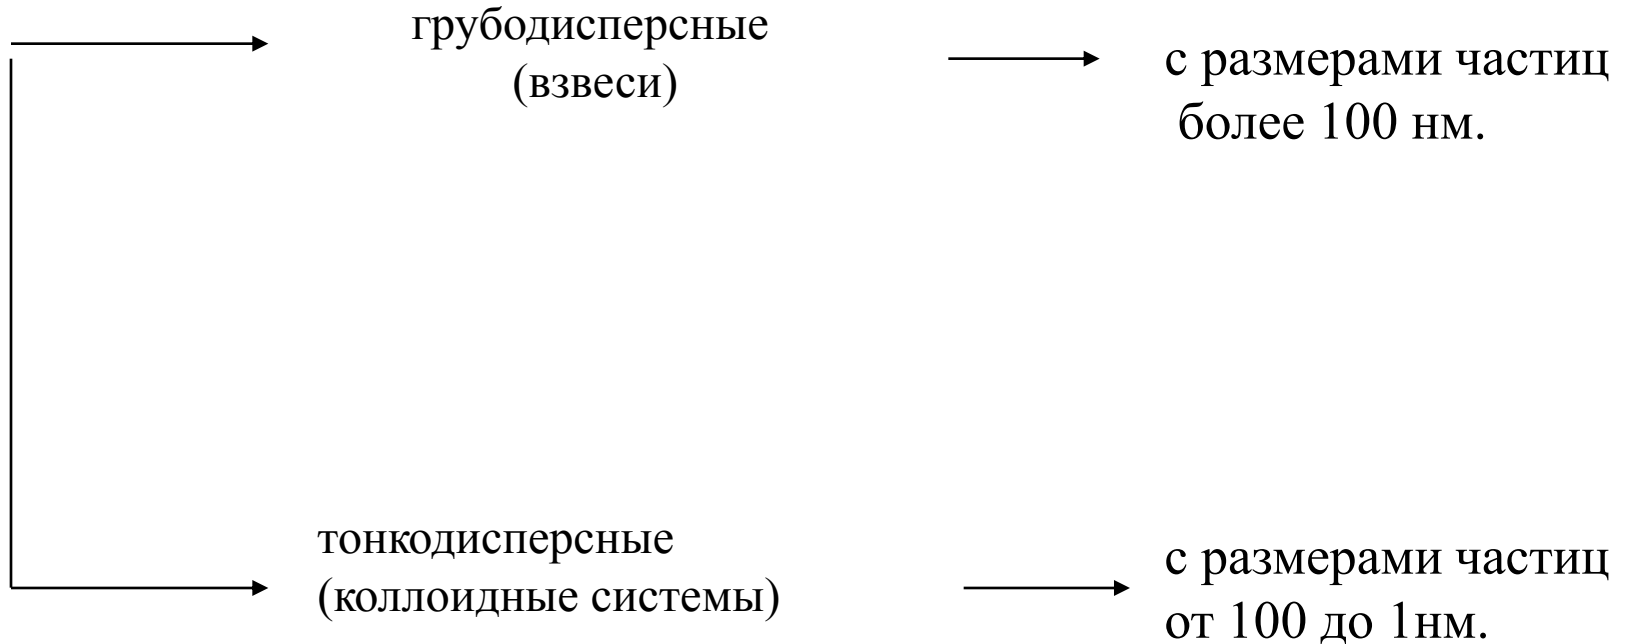 грубодисперсные
(взвеси)
с размерами частиц
более 100 нм.
тонкодисперсные
(коллоидные системы)
с размерами частиц
от 100 до 1нм.